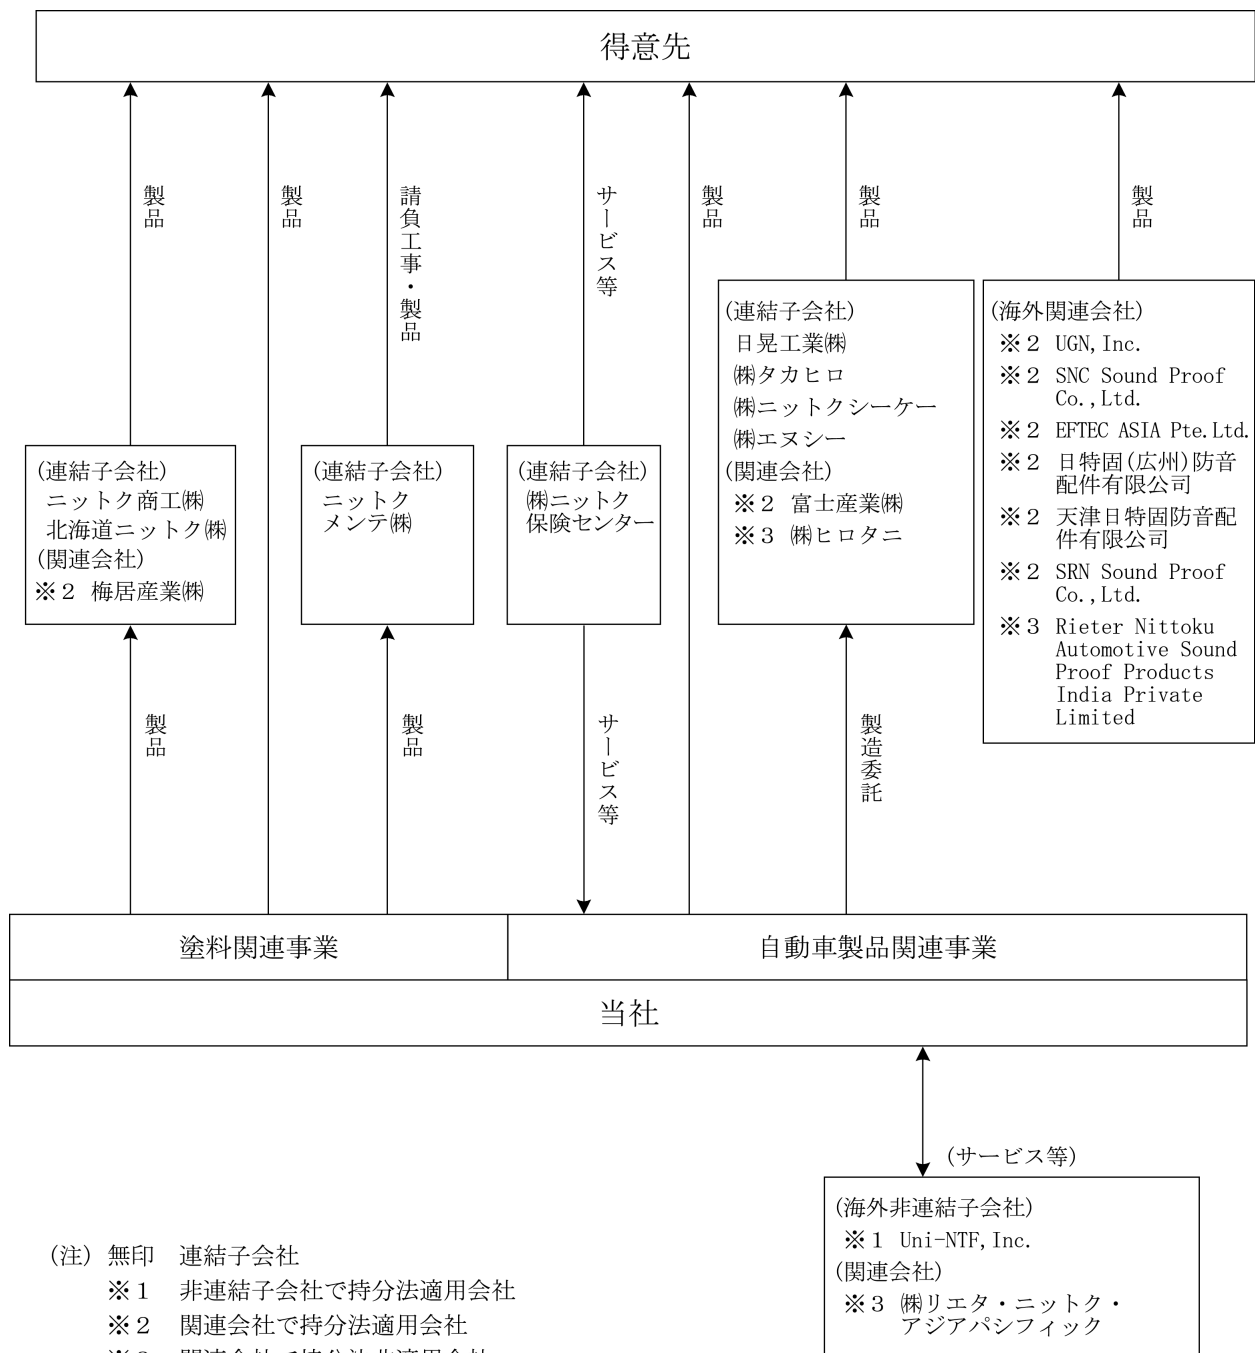 得意先
製品
製品
請負工事・製品
サービス等
製品
製品
製品
(連結子会社)
ニットク商工㈱
北海道ニットク㈱
(関連会社)
※2 梅居産業㈱
(連結子会社)
ニットク
メンテ㈱
(連結子会社)
㈱ニットク
保険センター
(連結子会社)
日晃工業㈱
㈱タカヒロ
㈱ニットクシーケー
㈱エヌシー
(関連会社)
※2 富士産業㈱
※3 ㈱ヒロタニ
(海外関連会社)
※2 UGN,Inc.
※2 SNC Sound Proof
Co.,Ltd.
※2 EFTEC ASIA Pte.Ltd.
※2 日特固(広州)防音
配件有限公司
※2 天津日特固防音配
件有限公司
※2 SRN Sound Proof
Co.,Ltd.
※3 Rieter Nittoku
Automotive Sound
Proof Products
India Private
Limited
製品
製品
サービス等
製造委託
塗料関連事業
自動車製品関連事業
当社
(サービス等)
(海外非連結子会社)
※1 Uni-NTF,Inc.
(関連会社)
※3 ㈱リエタ・ニットク・
アジアパシフィック
(注) 無印 連結子会社
※1 非連結子会社で持分法適用会社
※2 関連会社で持分法適用会社